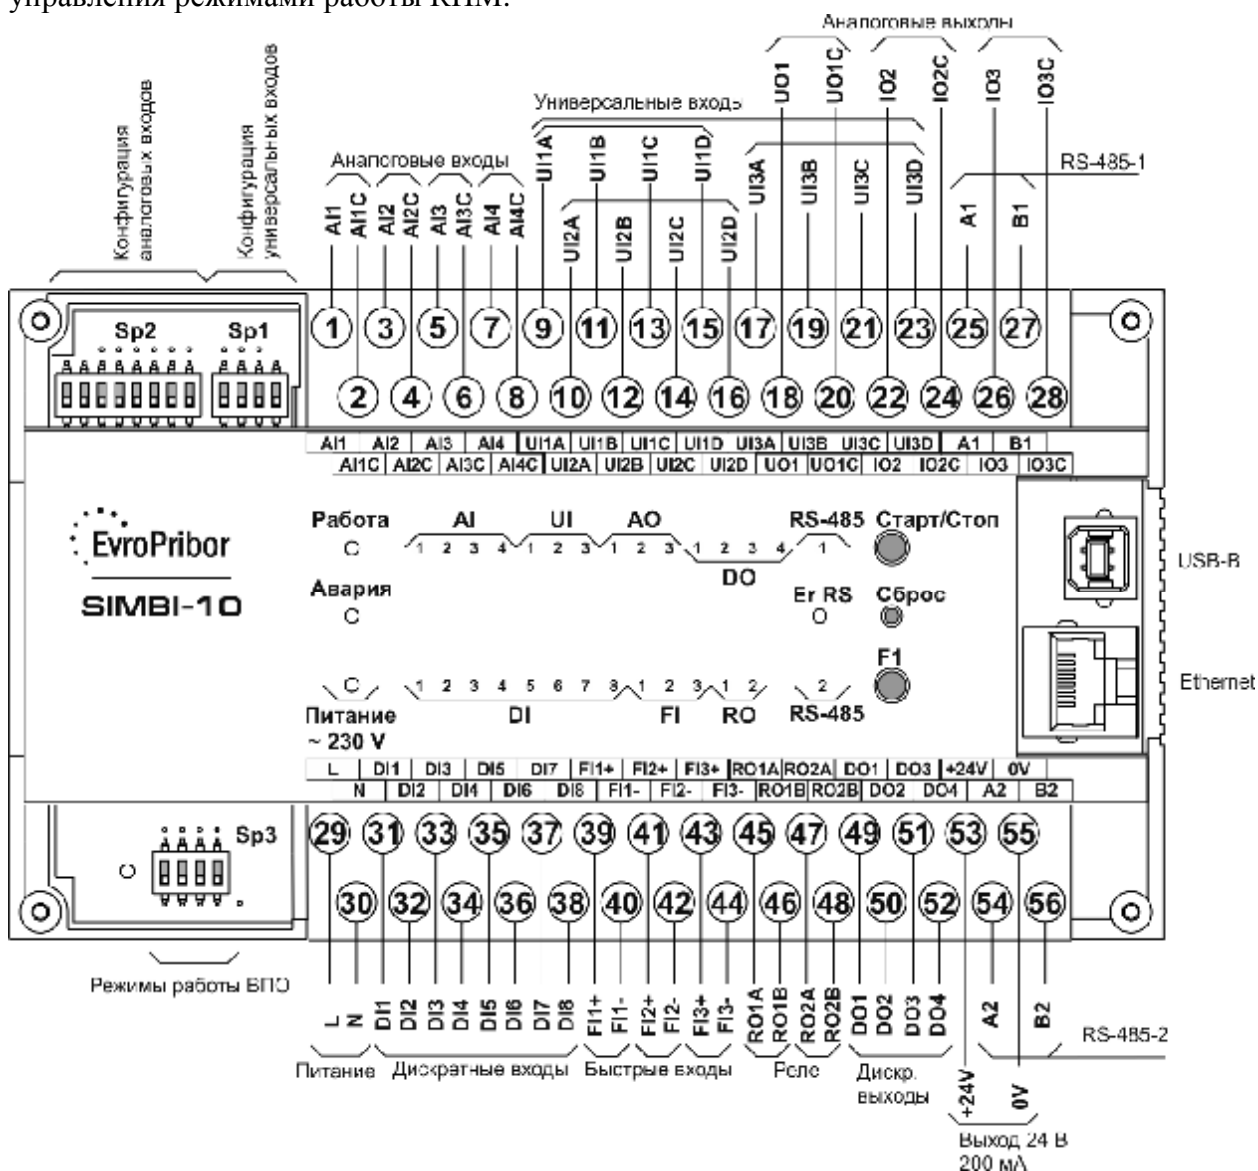 управления режимами работы КПМ.
Аналоговые выходы
UO1 UO1C IO2 IO2C IO3 IO3C
Универсальные входы
UI1A UI1B UI1C UI1D
UI3A UI3B UI3C UI3D
RS-485-1
A1 B1
Конфигурация аналоговых входов
Конфигурация универсальных входов
Аналоговые входы
AI1 AI1C AI2 AI2C AI3 AI3C AI4 AI4C
UI2A UI2B UI2C UI2D
Sp2 Sp1
1 3 5 7 9 11 13 15 17 19 21 23 25 27
2 4 6 8 10 12 14 16 18 20 22 24 26 28
AI1 AI2 AI3 AI4 UI1A UI1B UI1C UI1D UI3A UI3B UI3C UI3D A1 B1
AI1C AI2C AI3C AI4C UI2A UI2B UI2C UI2D UO1 UO1C IO2 IO2C IO3 IO3C
EvroPribor
SIMBI-10
Работа AI UI AO RS-485 Старт/Стоп
1 2 3 4 1 2 3 1 2 3 1 2 3 4 1
DO
Авария Er RS Сброс
USB-B
F1
Ethernet
1 2 3 4 5 6 7 8 1 2 3 1 2 2
Питание DI FI RO RS-485
~ 230 V
L DI1 DI3 DI5 DI7 FI1+ FI2+ FI3+ RO1A RO2A DO1 DO3 +24V 0V
N DI2 DI4 DI6 DI8 FI1- FI2- FI3- RO1B RO2B DO2 DO4 A2 B2
Sp3
29 31 33 35 37 39 41 43 45 47 49 51 53 55
30 32 34 36 38 40 42 44 46 48 50 52 54 56
Режимы работы ВПО
L N DI1 DI2 DI3 DI4 DI5 DI6 DI7 DI8 FI1+ FI1- FI2+ FI2- FI3+ FI3- RO1A RO1B RO2A RO2B DO1 DO2 DO3 DO4 A2 B2
RS-485-2
Питание Дискретные входы Быстрые входы Реле Дискр. выходы
+24V 0V
Выход 24 В
200 мА